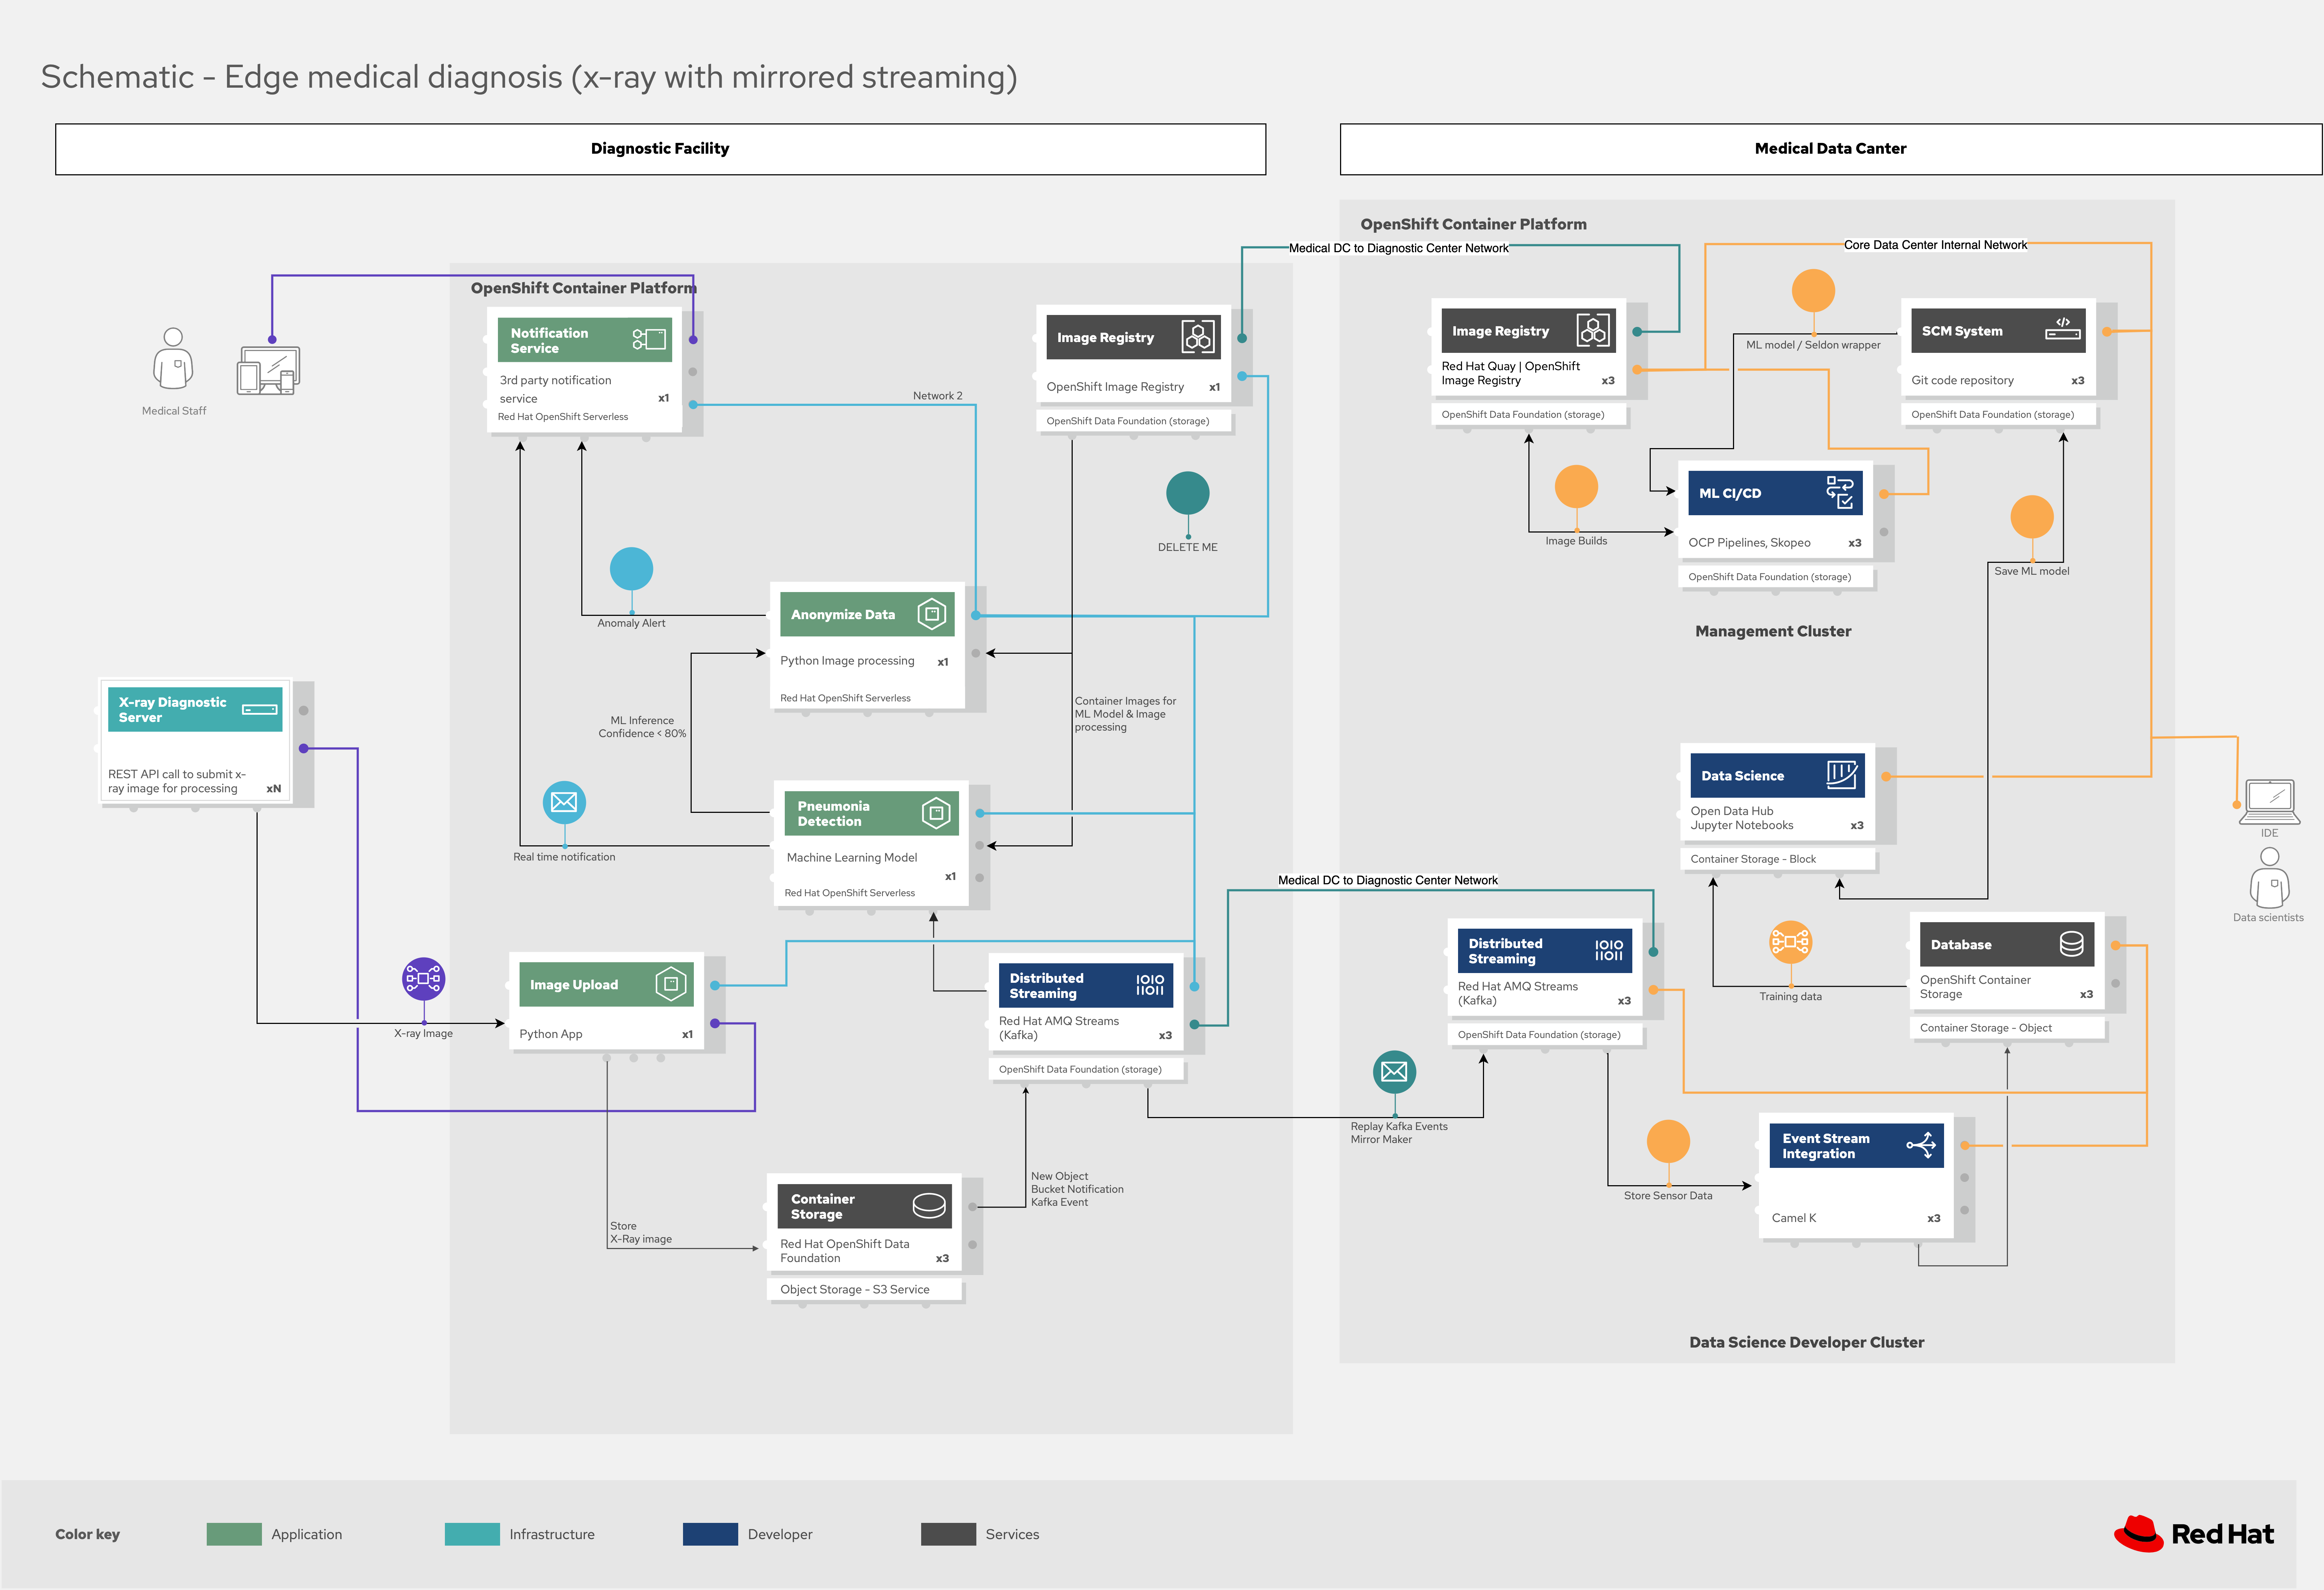 Schematic - Edge medical diagnosis (x-ray with mirrored streaming)
Diagnostic Facility
Medical Data Canter
OpenShift Container Platform
Medical DC to Diagnostic Center Network
Core Data Center Internal Network
OpenShift Container Platform
Notification
Service
3rd party notification
service
x1
Red Hat OpenShift Serverless
Image Registry
OpenShift Image Registry
x1
OpenShift Data Foundation (storage)
Network 2
Medical Staff
Image Registry
Red Hat Quay | OpenShift
Image Registry
x3
OpenShift Data Foundation (storage)
ML model / Seldon wrapper
SCM System
Git code repository
x3
OpenShift Data Foundation (storage)
ML CI/CD
OCP Pipelines, Skopeo
x3
OpenShift Data Foundation (storage)
Image Builds
Save ML model
DELETE ME
Anomaly Alert
Anonymize Data
Python Image processing
x1
Red Hat OpenShift Serverless
Management Cluster
X-ray Diagnostic
Server
REST API call to submit x-
ray image for processing
xN
ML Inference
Confidence < 80%
Container Images for
ML Model & Image
processing
Pneumonia
Detection
Machine Learning Model
x1
Red Hat OpenShift Serverless
Real time notification
Data Science
Open Data Hub
Jupyter Notebooks
x3
Container Storage - Block
IDE
Data scientists
Medical DC to Diagnostic Center Network
Image Upload
Python App
x1
X-ray Image
Distributed
Streaming
Red Hat AMQ Streams
(Kafka)
x3
OpenShift Data Foundation (storage)
Distributed
Streaming
Red Hat AMQ Streams
(Kafka)
x3
OpenShift Data Foundation (storage)
Training data
Database
OpenShift Container
Storage
x3
Container Storage - Object
Replay Kafka Events
Mirror Maker
Event Stream
Integration
Camel K
x3
Store Sensor Data
New Object
Bucket Notification
Kafka Event
Store
X-Ray image
Container
Storage
Red Hat OpenShift Data
Foundation
x3
Object Storage - S3 Service
Data Science Developer Cluster
Color key
Application
Infrastructure
Developer
Services
Red Hat